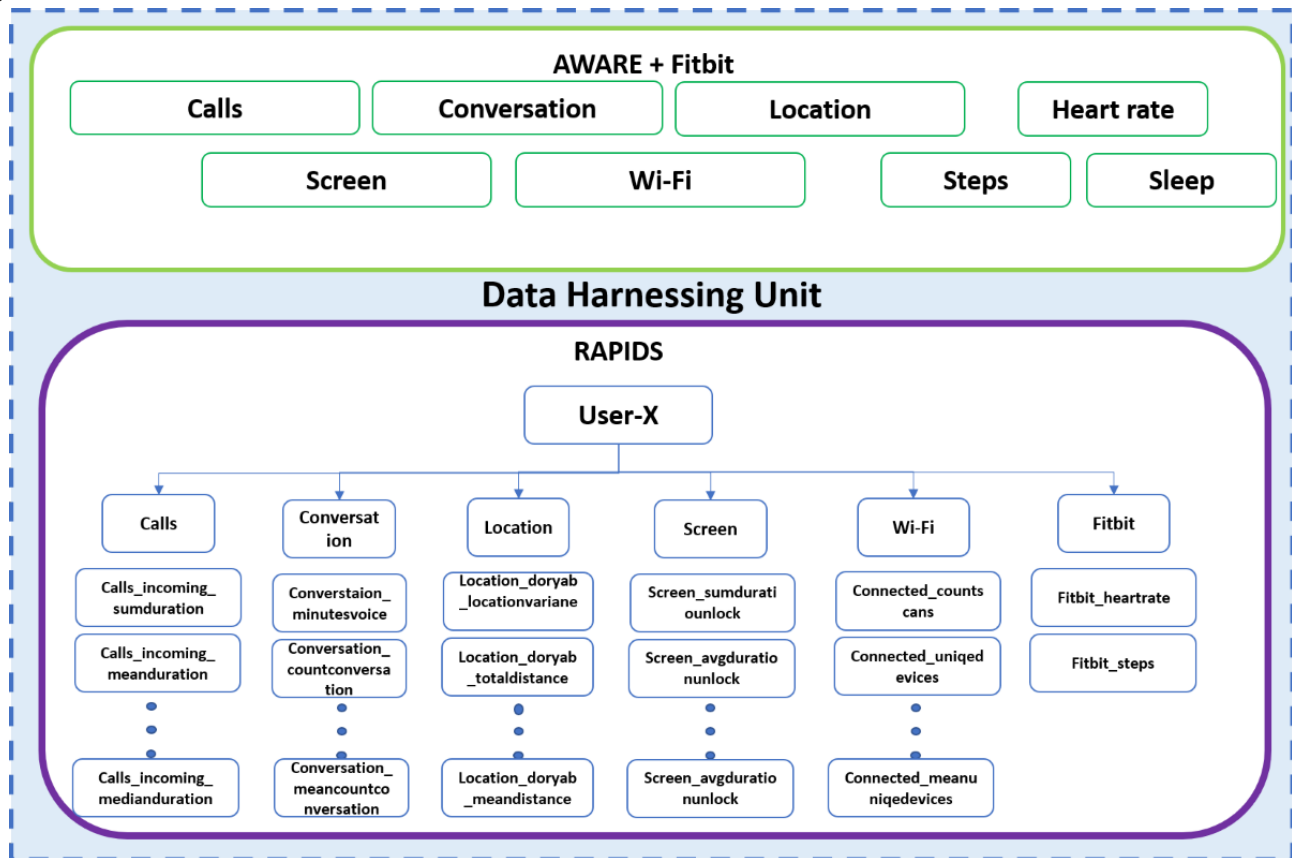 AWARE + Fitbit
Calls
Conversation
Location
Heart rate
Screen
Wi-Fi
Steps
Sleep
Data Harnessing Unit
RAPIDS
User-X
Calls
Conversat
ion
Location
Screen
Wi-Fi
Fitbit
Calls_incoming_
sumduration
Converstaion_
minutesvoice
Location_doryab
_locationvariane
Screen_sumdurati
ounlock
Connected_count
scans
Fitbit_heartrate
Calls_incoming_
meanduration
Conversation_
countconversa
tion
Location_doryab
_totaldistance
Screen_avgduratio
nunlock
Connected_uniqed
evices
Fitbit_steps
Calls_incoming_
medianduration
Conversation_
meancountco
nversation
Location_doryab
_meandistance
Screen_avgduratio
nunlock
Connected_meanu
niqedevices